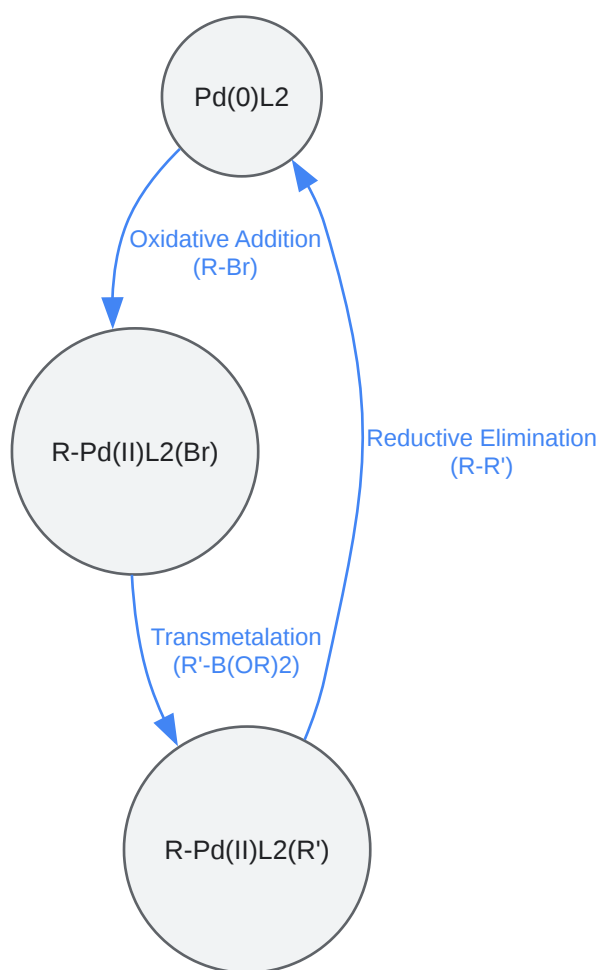 Pd(0)L2
Oxidative Addition
(R-Br)
R-Pd(II)L2(Br)
Reductive Elimination
(R-R')
Transmetalation
(R'-B(OR)2)
R-Pd(II)L2(R')